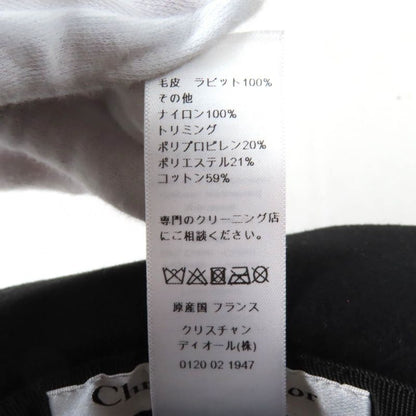 毛皮　ラビット100%
その他
ナイロン100%
トリミング
ポリプロピレン20%
ポリエステル21%
コットン59%
専門のクリーニング店
にご相談ください。
原産国 フランス
クリスチャン
ディオール(株)
0120 02 1947